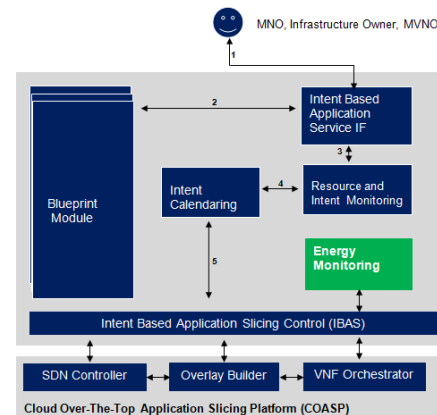 MNO, Infrastructure Owner, MVNO
1
2
Intent Based
Application
Service IF
3
Blueprint
Module
Intent
Calendaring
4
Resource and
Intent Monitoring
5
Energy
Monitoring
Intent Based Application Slicing Control (IBAS)
SDN Controller
Overlay Builder
VNF Orchestrator
Cloud Over-The-Top Application Slicing Platform (COASP)